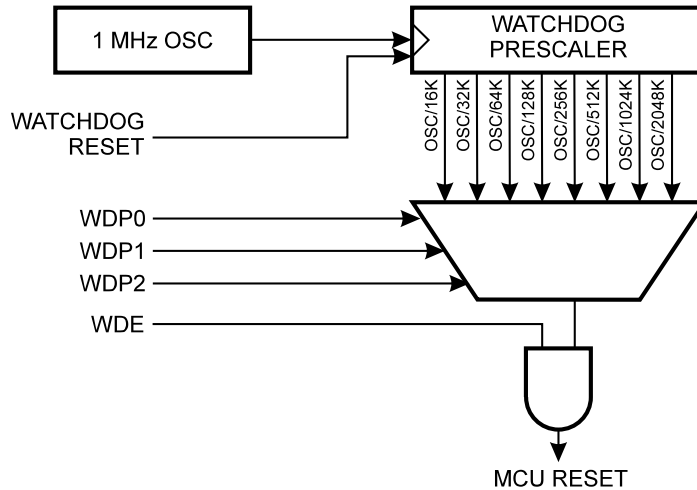 1 MHz OSC
WATCHDOG
PRESCALER
WATCHDOG
RESET
OSC/16K
OSC/32K
OSC/64K
OSC/128K
OSC/256K
OSC/512K
OSC/1024K
OSC/2048K
WDP0
WDP1
WDP2
WDE
MCU RESET